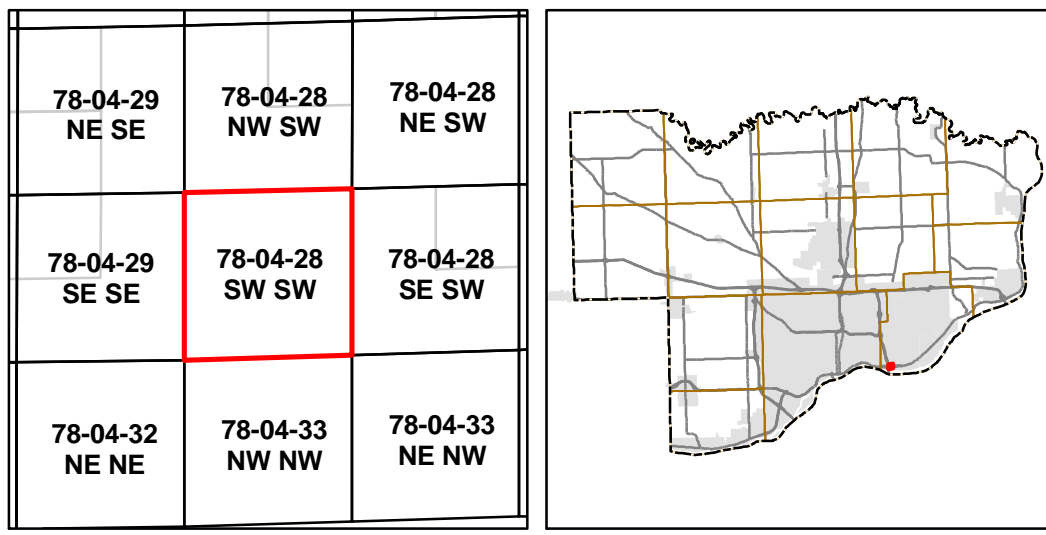 78-04-29
NE SE
78-04-28
NW SW
78-04-28
NE SW
78-04-29
SE SE
78-04-28
SW SW
78-04-28
SE SW
78-04-32
NE NE
78-04-33
NW NW
78-04-33
NE NW